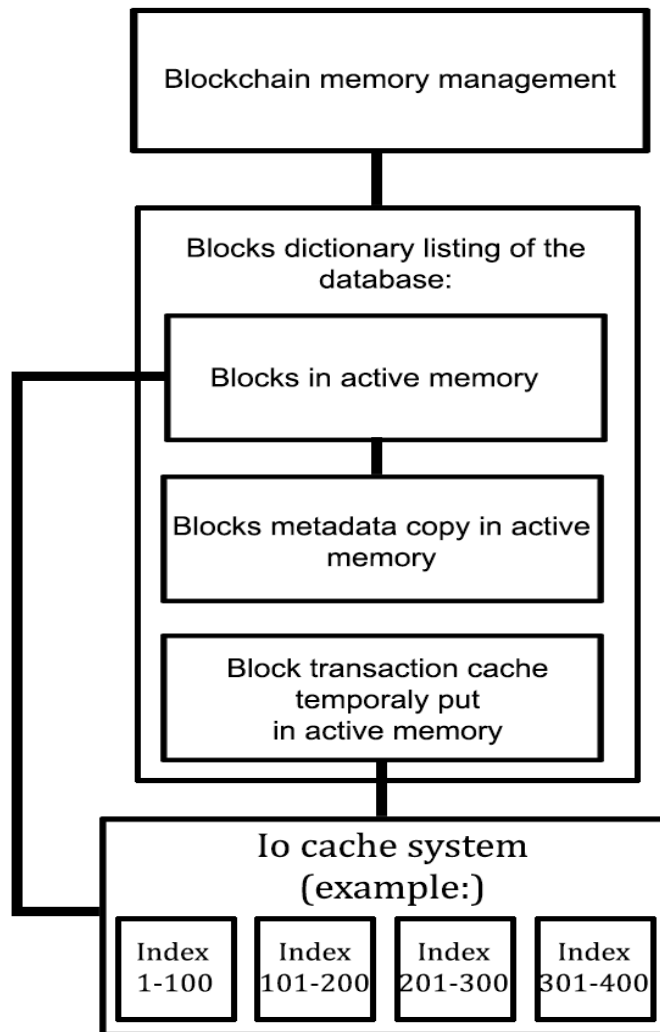 Blockchain memory management
Blocks dictionary listing of the
database:
Blocks in active memory
Blocks metadada copy in active
memory
Block transaction cache
temporaly put
in active memory
Io cache system
(example:)
Index
1-100
Index
101-200
Index
201-300
Index
301-400